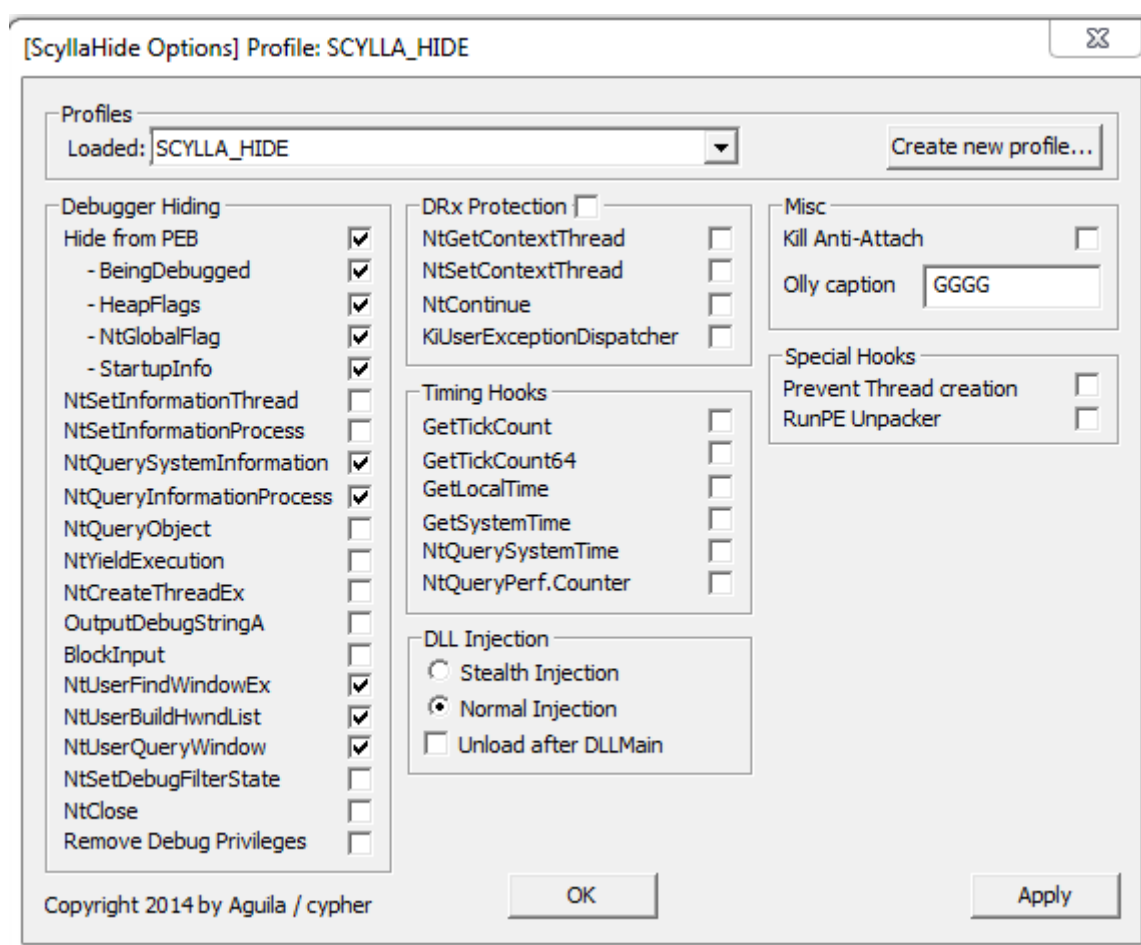 [ScyllaHide Options] Profile: SCYLLA_HIDE
Profiles
Loaded: SCYLLA_HIDE
Create new profile...
Debugger Hiding
Hide from PEB
- BeingDebugged
- HeapFlags
- NtGlobalFlag
- StartupInfo
NtSetInformationThread
NtSetInformationProcess
NtQuerySystemInformation
NtQueryInformationProcess
NtQueryObject
NtYieldExecution
NtCreateThreadEx
OutputDebugStringA
BlockInput
NtUserFindWindowEx
NtUserBuildHwndList
NtUserQueryWindow
NtSetDebugFilterState
NtClose
Remove Debug Privileges
DRx Protection
NtGetContextThread
NtSetContextThread
NtContinue
KiUserExceptionDispatcher
Timing Hooks
GetTickCount
GetTickCount64
GetLocalTime
GetSystemTime
NtQuerySystemTime
NtQueryPerf.Counter
DLL Injection
Stealth Injection
Normal Injection
Unload after DLLMain
Misc
Kill Anti-Attach
Olly caption GGGG
Special Hooks
Prevent Thread creation
RunPE Unpacker
Copyright 2014 by Aguila / cypher
OK
Apply